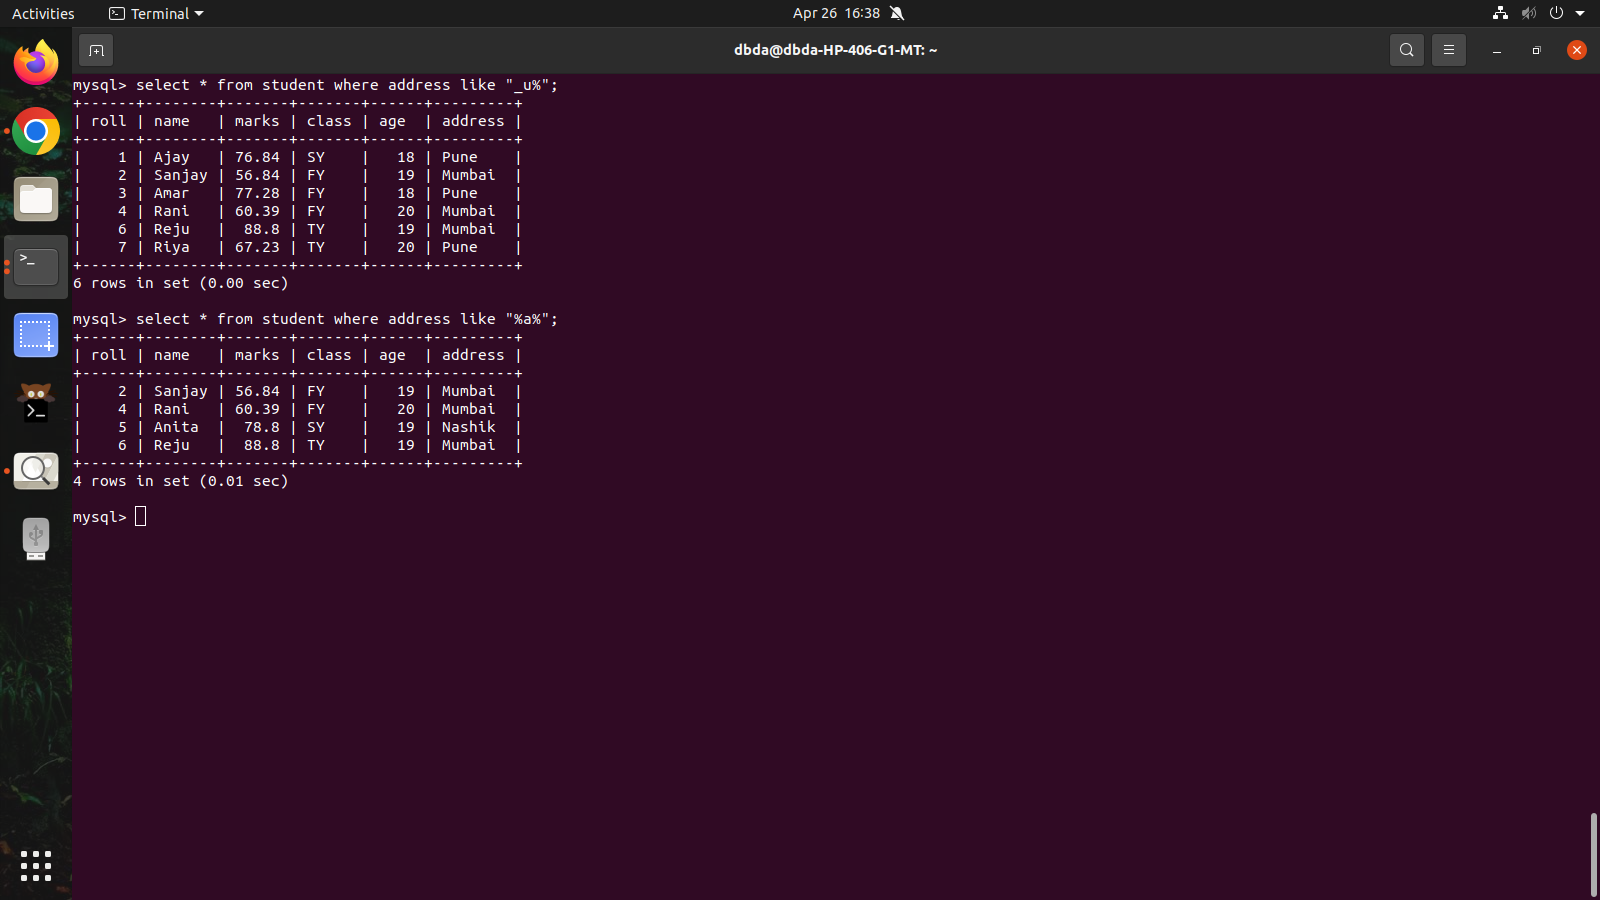 Activities Terminal Apr 26 16:38
dbda@dbda-HP-406-G1-MT: ~
mysql> select * from student where address like "_u%";
+------+--------+-------+-------+------+---------+
| roll | name   | marks | class | age  | address |
+------+--------+-------+-------+------+---------+
|    1 | Ajay   | 76.84 | SY    |   18 | Pune    |
|    2 | Sanjay | 56.84 | FY    |   19 | Mumbai  |
|    3 | Amar   | 77.28 | FY    |   18 | Pune    |
|    4 | Rani   | 60.39 | FY    |   20 | Mumbai  |
|    6 | Reju   |  88.8 | TY    |   19 | Mumbai  |
|    7 | Riya   | 67.23 | TY    |   20 | Pune    |
+------+--------+-------+-------+------+---------+
6 rows in set (0.00 sec)

mysql> select * from student where address like "%a%";
+------+--------+-------+-------+------+---------+
| roll | name   | marks | class | age  | address |
+------+--------+-------+-------+------+---------+
|    2 | Sanjay | 56.84 | FY    |   19 | Mumbai  |
|    4 | Rani   | 60.39 | FY    |   20 | Mumbai  |
|    5 | Anita  |  78.8 | SY    |   19 | Nashik  |
|    6 | Reju   |  88.8 | TY    |   19 | Mumbai  |
+------+--------+-------+-------+------+---------+
4 rows in set (0.01 sec)

mysql>